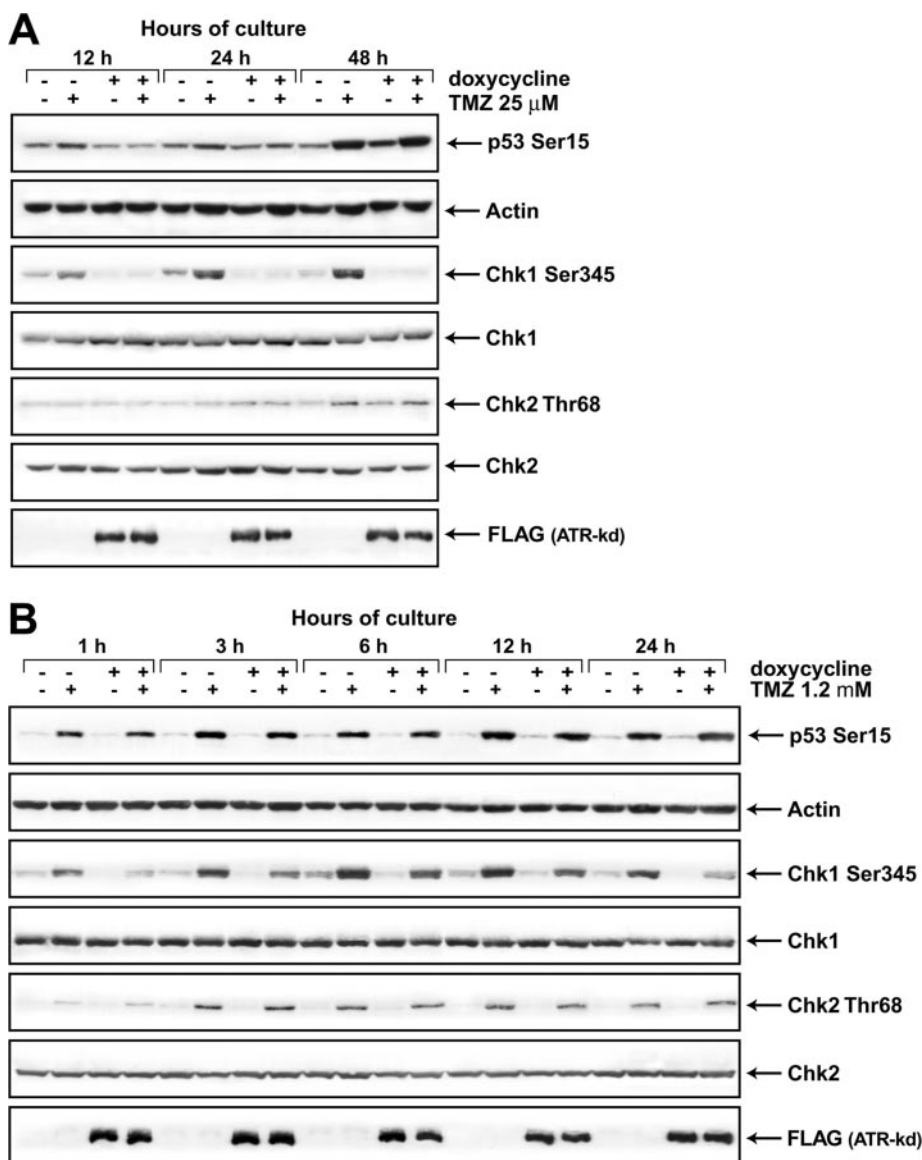 A
Hours of culture
12 h 24 h 48 h
- - + + - - + + - - + + doxycycline
- + - + - + - + - + - + TMZ 25 μM
p53 Ser15
Actin
Chk1 Ser345
Chk1
Chk2 Thr68
Chk2
FLAG (ATR-kd)
B
Hours of culture
1 h 3 h 6 h 12 h 24 h
- - + + - - + + - - + + - - + + - - + + doxycycline
- + - + - + - + - + - + - + - + - + - + TMZ 1.2 mM
p53 Ser15
Actin
Chk1 Ser345
Chk1
Chk2 Thr68
Chk2
FLAG (ATR-kd)